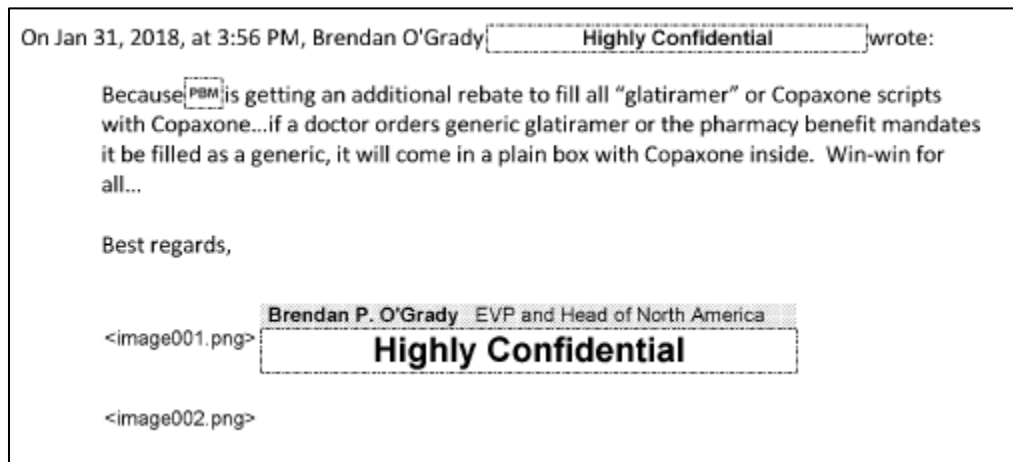 On Jan 31, 2018, at 3:56 PM, Brendan O'Grady Highly Confidential wrote:
Because PBM is getting an additional rebate to fill all “glatiramer” or Copaxone scripts
with Copaxone...if a doctor orders generic glatiramer or the pharmacy benefit mandates
it be filled as a generic, it will come in a plain box with Copaxone inside.  Win-win for
all...
Best regards,
Brendan P. O'Grady  EVP and Head of North America
<image001.png> Highly Confidential
<image002.png>